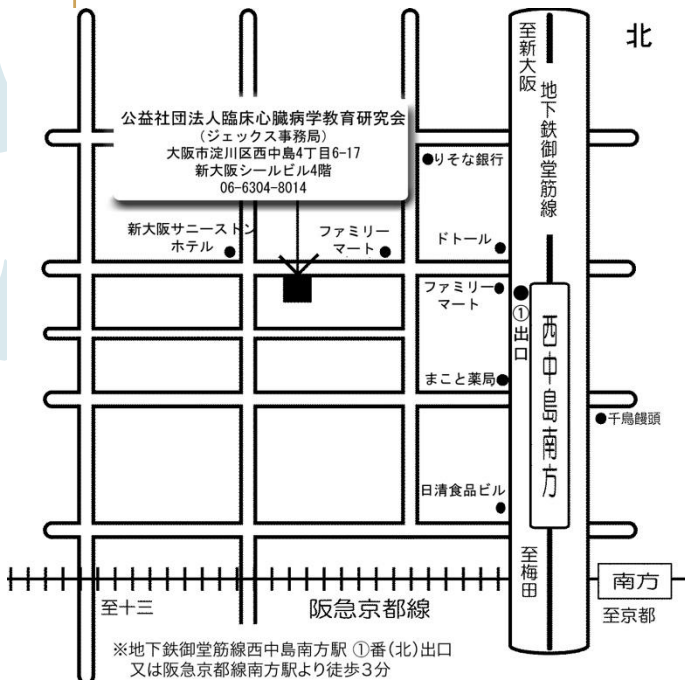 至新大阪
北
地下鉄御堂筋線
公益社団法人臨床心臓病学教育研究会
（ジェックス事務局）
大阪市淀川区西中島4丁目6-17
新大阪シールビル4階
06-6304-8014
●りそな銀行
新大阪サニーストン
ホテル
ファミリー
マート
ドトール
ファミリー
マート
①出口
西中島南方
まこと薬局
●千鳥饅頭
日清食品ビル
至梅田
南方
至十三
阪急京都線
至京都
※地下鉄御堂筋線西中島南方駅 ①番(北)出口
又は阪急京都線南方駅より徒歩3分